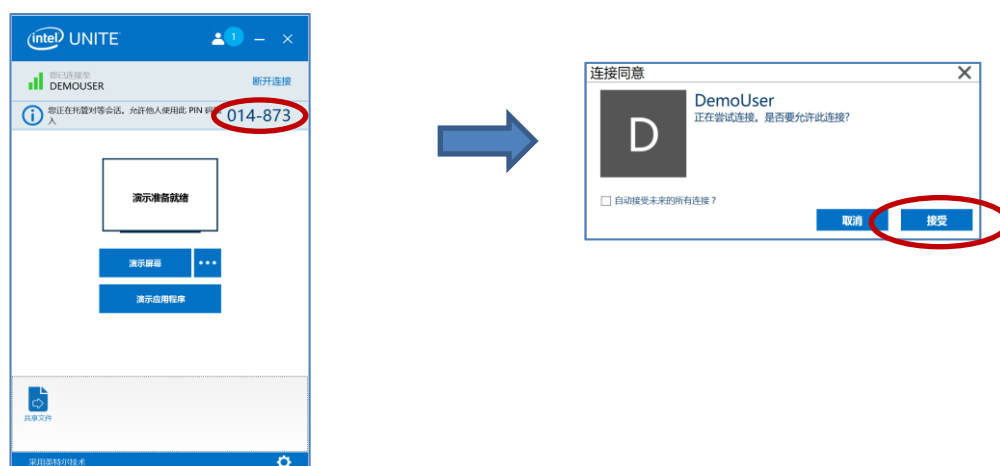 intel UNITE
1
您已连接至
DEMOUSER
断开连接
您正在托管对等会话。允许他人使用此 PIN 码
入
014-873
演示准备就绪
演示屏幕
演示应用程序
共享文件
采用英特尔技术
连接同意
D
DemoUser
正在尝试连接。是否要允许此连接?
自动接受未来的所有连接?
取消
接受